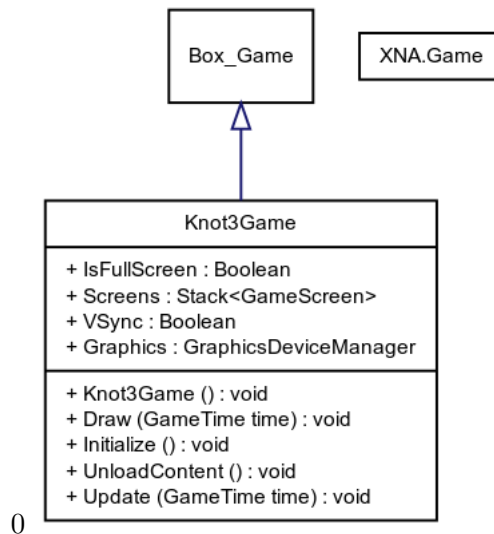 Box_Game
XNA.Game
Knot3Game
+ IsFullScreen : Boolean
+ Screens : Stack<GameScreen>
+ VSync : Boolean
+ Graphics : GraphicsDeviceManager
+ Knot3Game () : void
+ Draw (GameTime time) : void
+ Initialize () : void
+ UnloadContent () : void
+ Update (GameTime time) : void
0